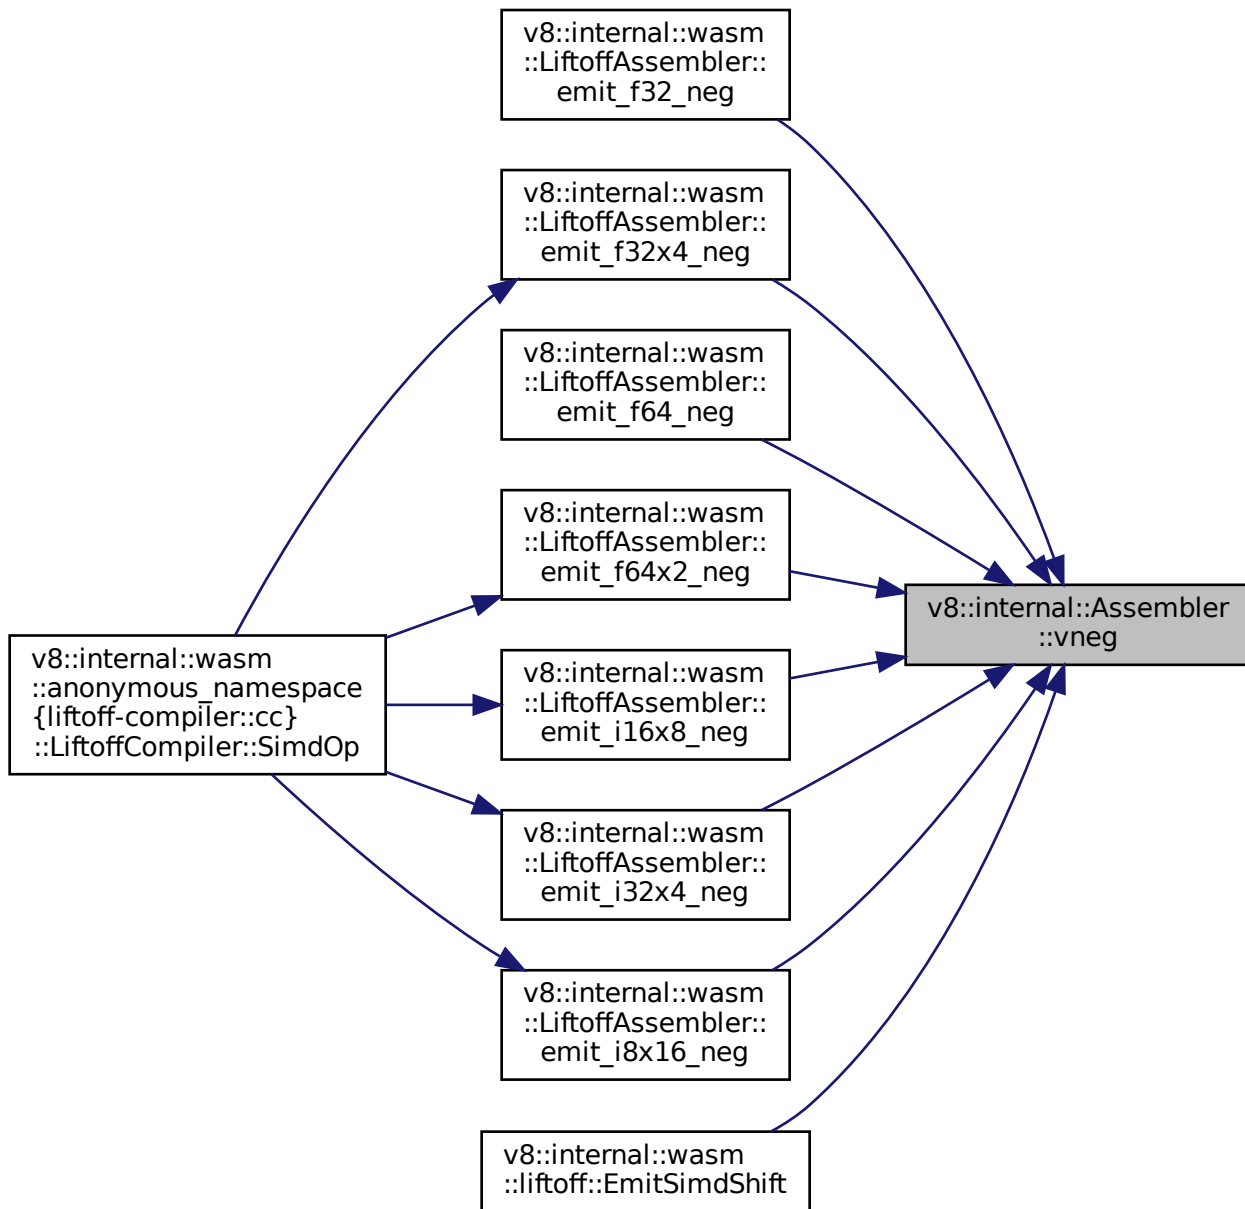 v8::internal::wasm
::LiftoffAssembler::
emit_f32_neg
v8::internal::wasm
::LiftoffAssembler::
emit_f32x4_neg
v8::internal::wasm
::LiftoffAssembler::
emit_f64_neg
v8::internal::wasm
::LiftoffAssembler::
emit_f64x2_neg
v8::internal::Assembler
::vneg
v8::internal::wasm
::anonymous_namespace
{liftoff-compiler::cc}
::LiftoffCompiler::SimdOp
v8::internal::wasm
::LiftoffAssembler::
emit_i16x8_neg
v8::internal::wasm
::LiftoffAssembler::
emit_i32x4_neg
v8::internal::wasm
::LiftoffAssembler::
emit_i8x16_neg
v8::internal::wasm
::liftoff::EmitSimdShift